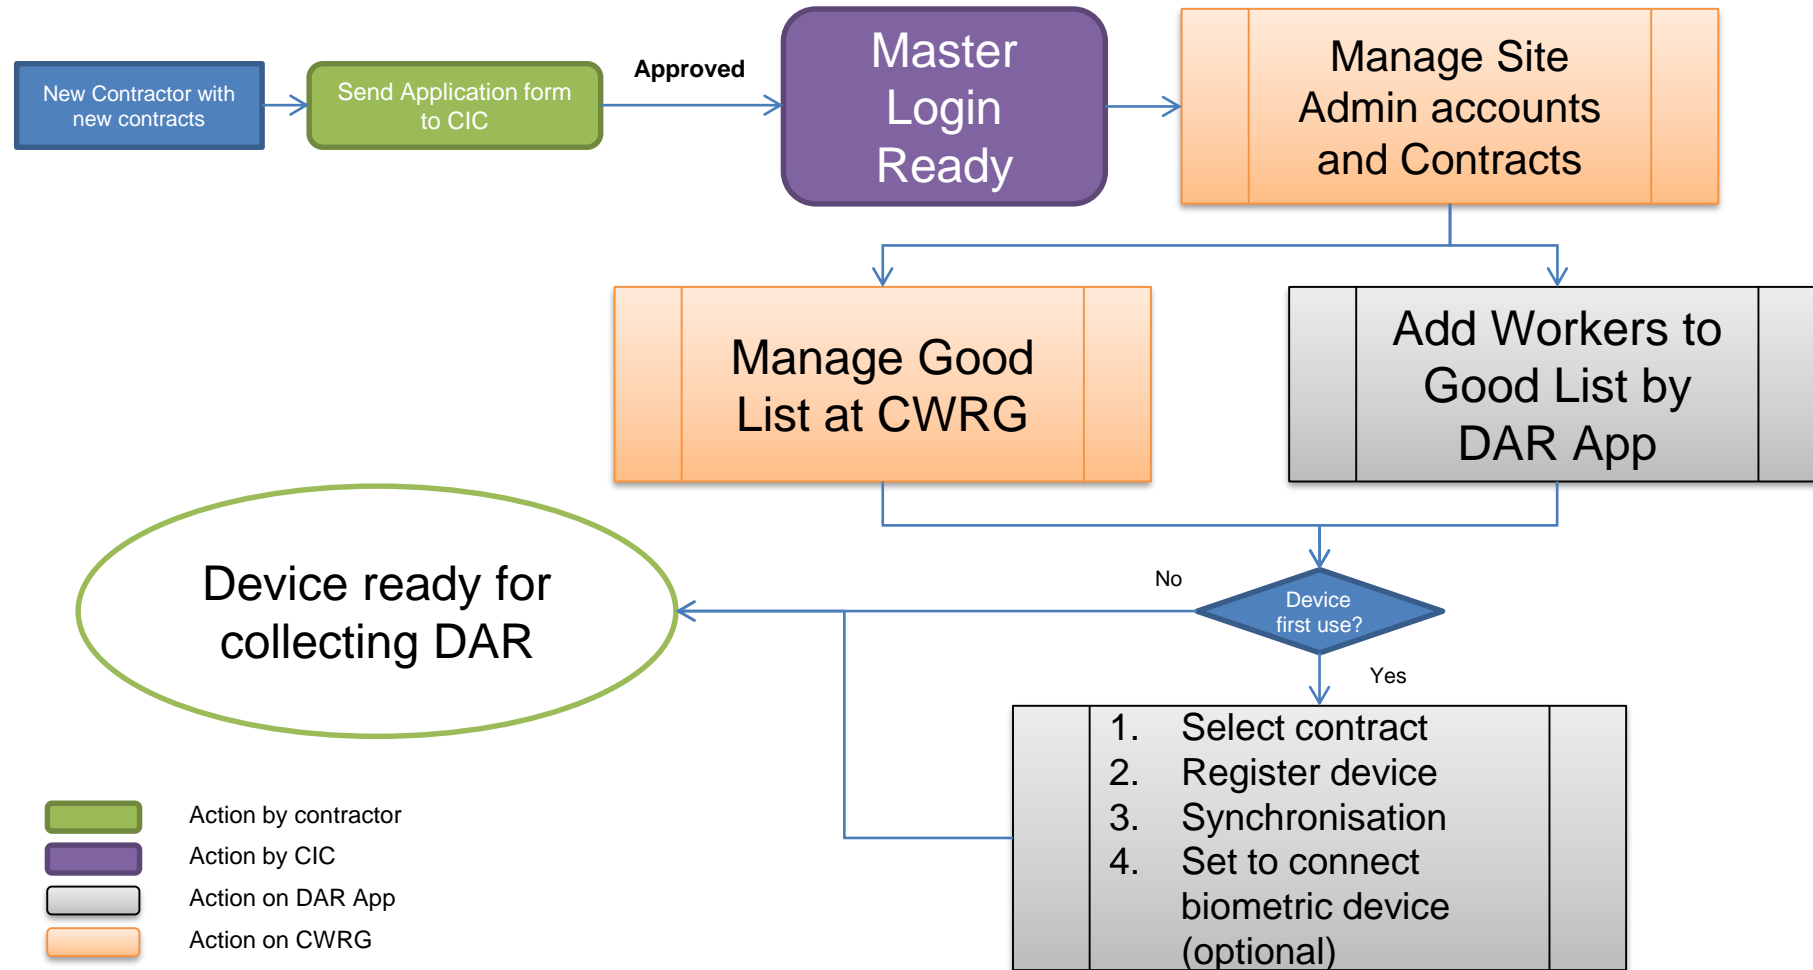 New Contractor with
new contracts
Send Application form
to CIC
Approved
Master
Login
Ready
Manage Site
Admin accounts
and Contracts
Manage Good
List at CWRG
Add Workers to
Good List by
DAR App
Device
first use?
No
Yes
Device ready for
collecting DAR
1. Select contract
2. Register device
3. Synchronisation
4. Set to connect
biometric device
(optional)
Action by contractor
Action by CIC
Action on DAR App
Action on CWRG